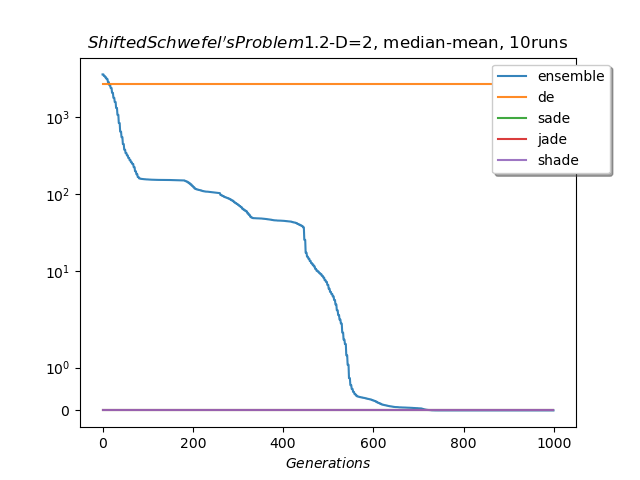 ShiftedSchwefel'sProblem1.2-D=2, median-mean, 10runs
ensemble
de
sade
jade
shade
10³
10²
10¹
10⁰
0
0 200 400 600 800 1000
Generations